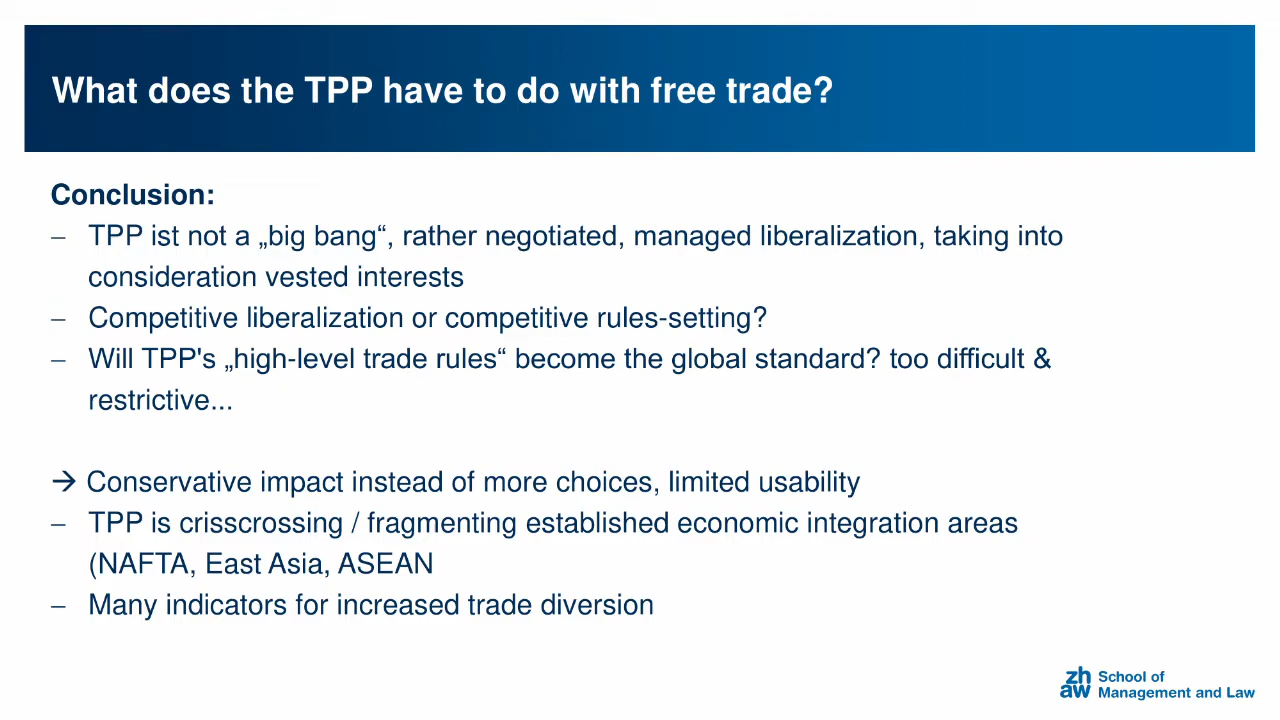 What does the TPP have to do with free trade?
Conclusion:
– TPP ist not a „big bang“, rather negotiated, managed liberalization, taking into
consideration vested interests
– Competitive liberalization or competitive rules-setting?
– Will TPP's „high-level trade rules“ become the global standard? too difficult &
restrictive...
→ Conservative impact instead of more choices, limited usability
– TPP is crisscrossing / fragmenting established economic integration areas
(NAFTA, East Asia, ASEAN
– Many indicators for increased trade diversion
zh School of
aw Management and Law